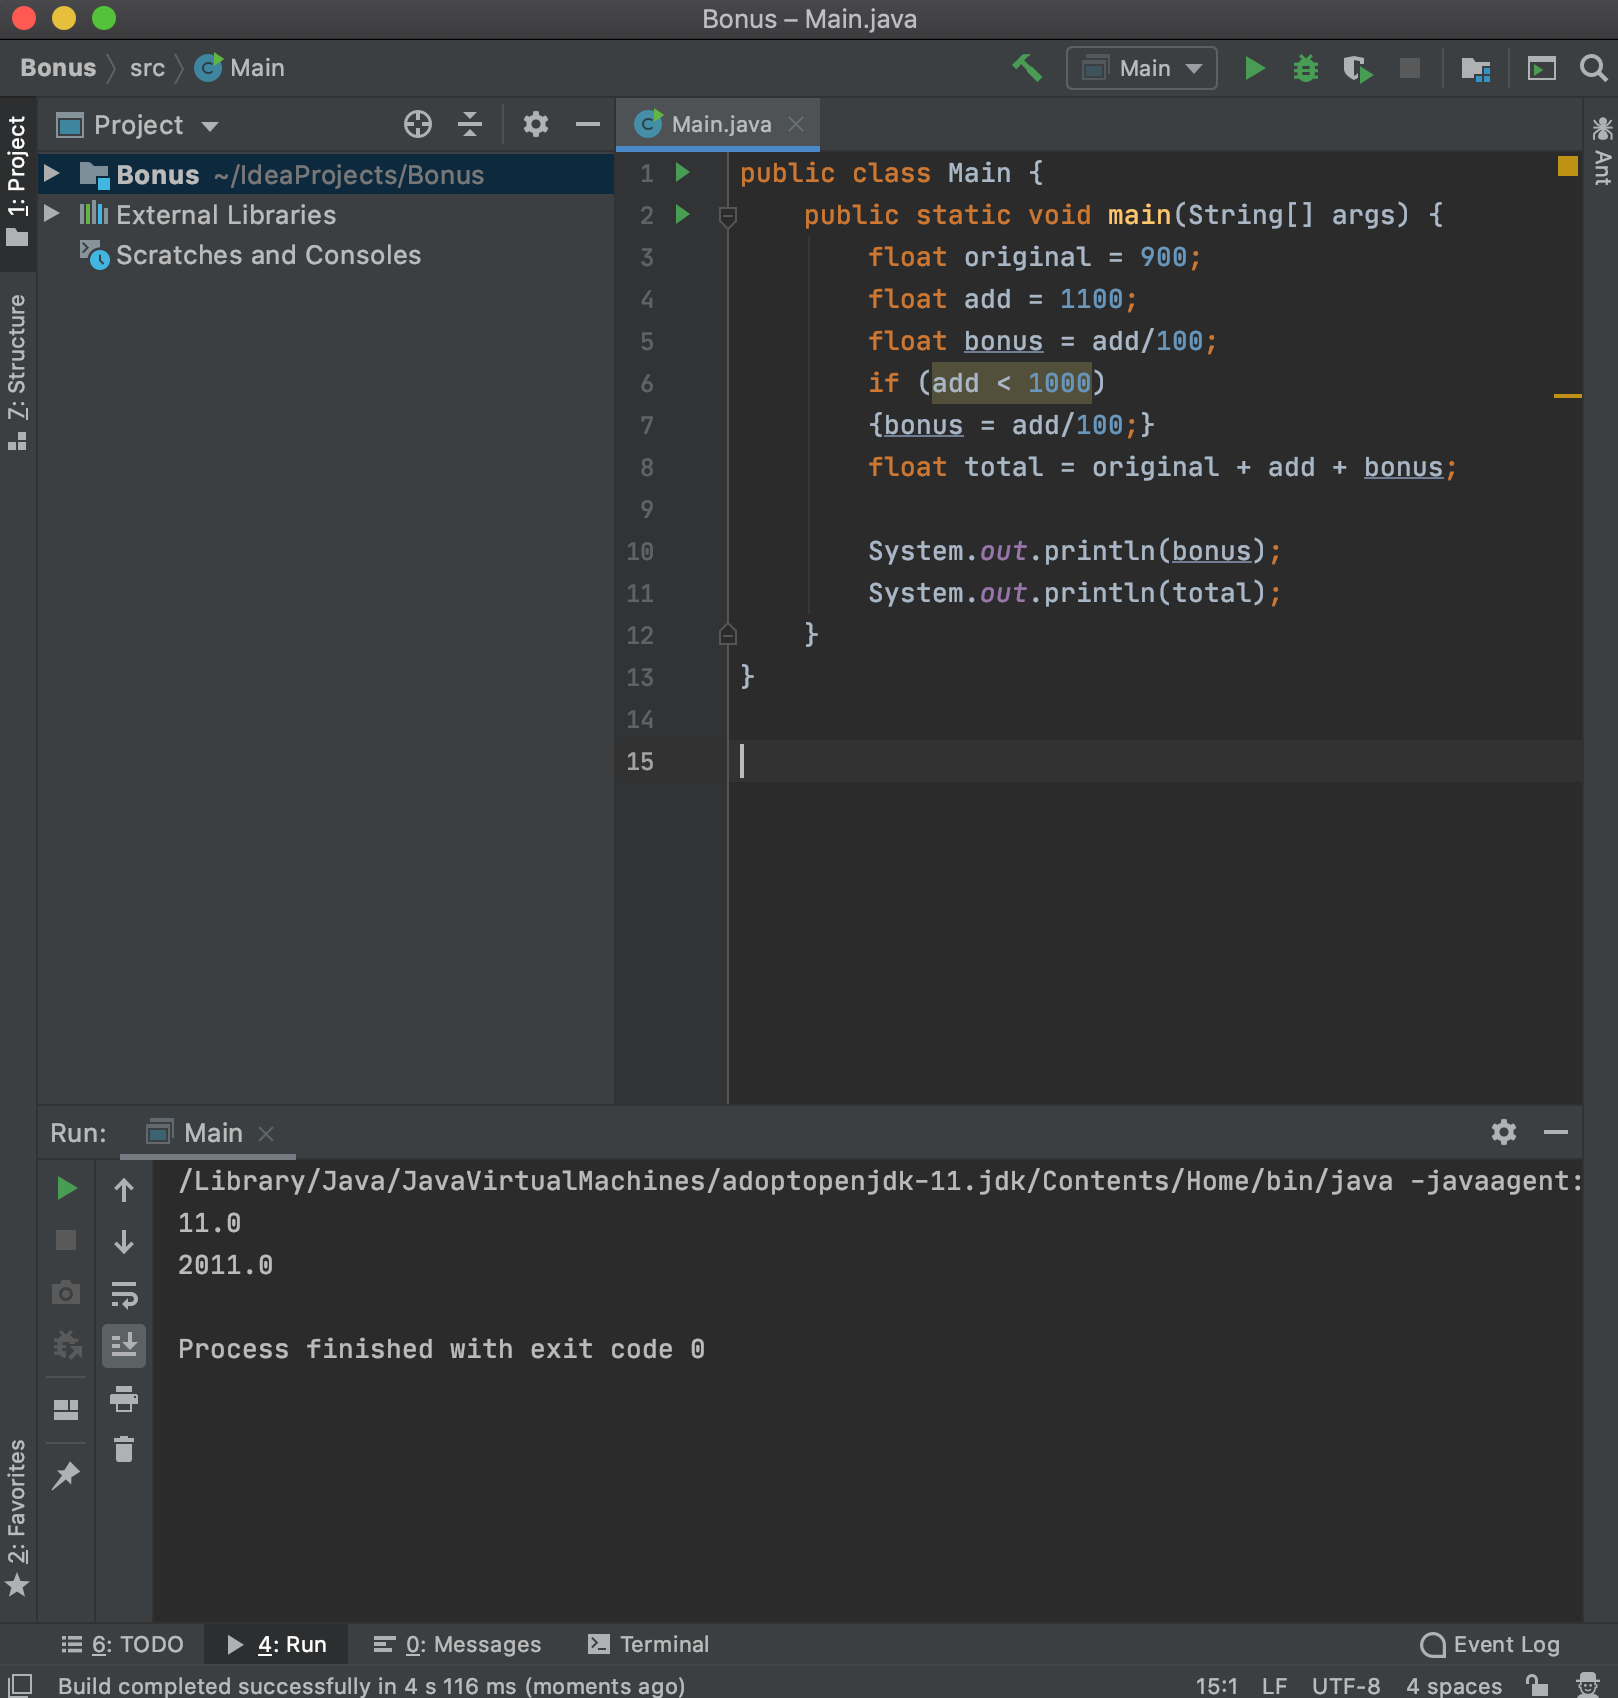 Bonus – Main.java
Bonus src Main
Main
1: Project
7: Structure
2: Favorites
Project
Bonus ~/IdeaProjects/Bonus
External Libraries
Scratches and Consoles
Main.java
Ant
1 public class Main {
2 public static void main(String[] args) {
3 float original = 900;
4 float add = 1100;
5 float bonus = add/100;
6 if (add < 1000)
7 {bonus = add/100;}
8 float total = original + add + bonus;
9
10 System.out.println(bonus);
11 System.out.println(total);
12 }
13 }
14
15
Run: Main
/Library/Java/JavaVirtualMachines/adoptopenjdk-11.jdk/Contents/Home/bin/java -javaagent:
11.0
2011.0
Process finished with exit code 0
6: TODO 4: Run 0: Messages Terminal Event Log
Build completed successfully in 4 s 116 ms (moments ago) 15:1 LF UTF-8 4 spaces